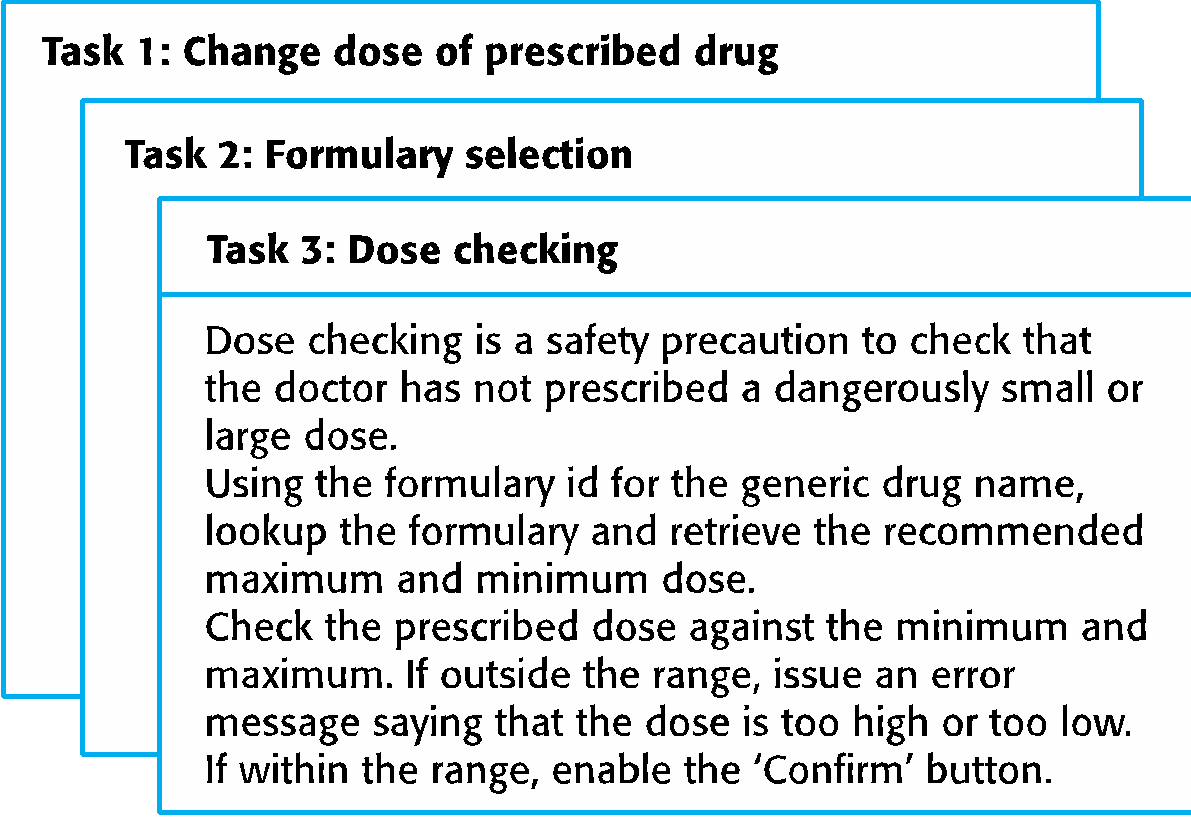 Task 1: Change dose of prescribed drug
Task 2: Formulary selection
Task 3: Dose checking
Dose checking is a safety precaution to check that
the doctor has not prescribed a dangerously small or
large dose.
Using the formulary id for the generic drug name,
lookup the formulary and retrieve the recommended
maximum and minimum dose.
Check the prescribed dose against the minimum and
maximum. If outside the range, issue an error
message saying that the dose is too high or too low.
If within the range, enable the ‘Confirm’ button.